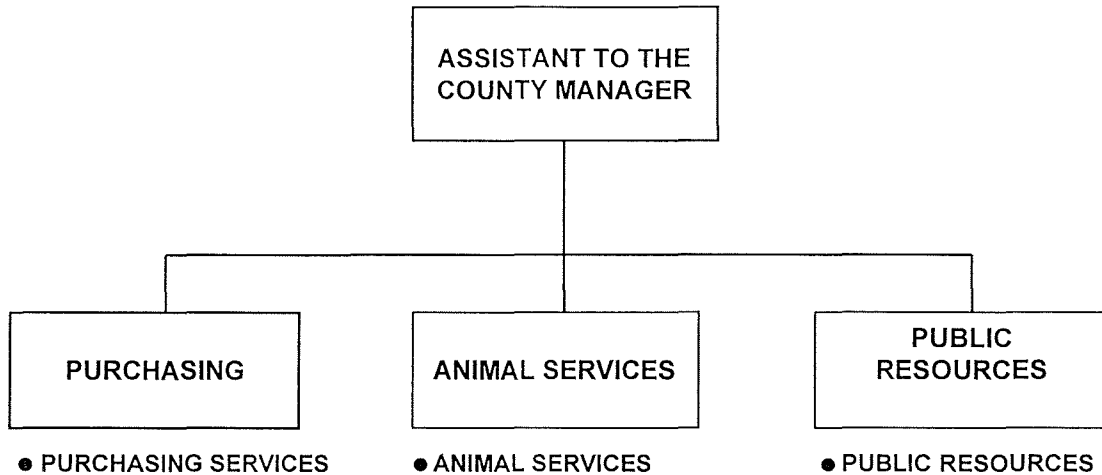 ASSISTANT TO THE
COUNTY MANAGER
PURCHASING
ANIMAL SERVICES
PUBLIC
RESOURCES
● PURCHASING SERVICES
● ANIMAL SERVICES
● PUBLIC RESOURCES